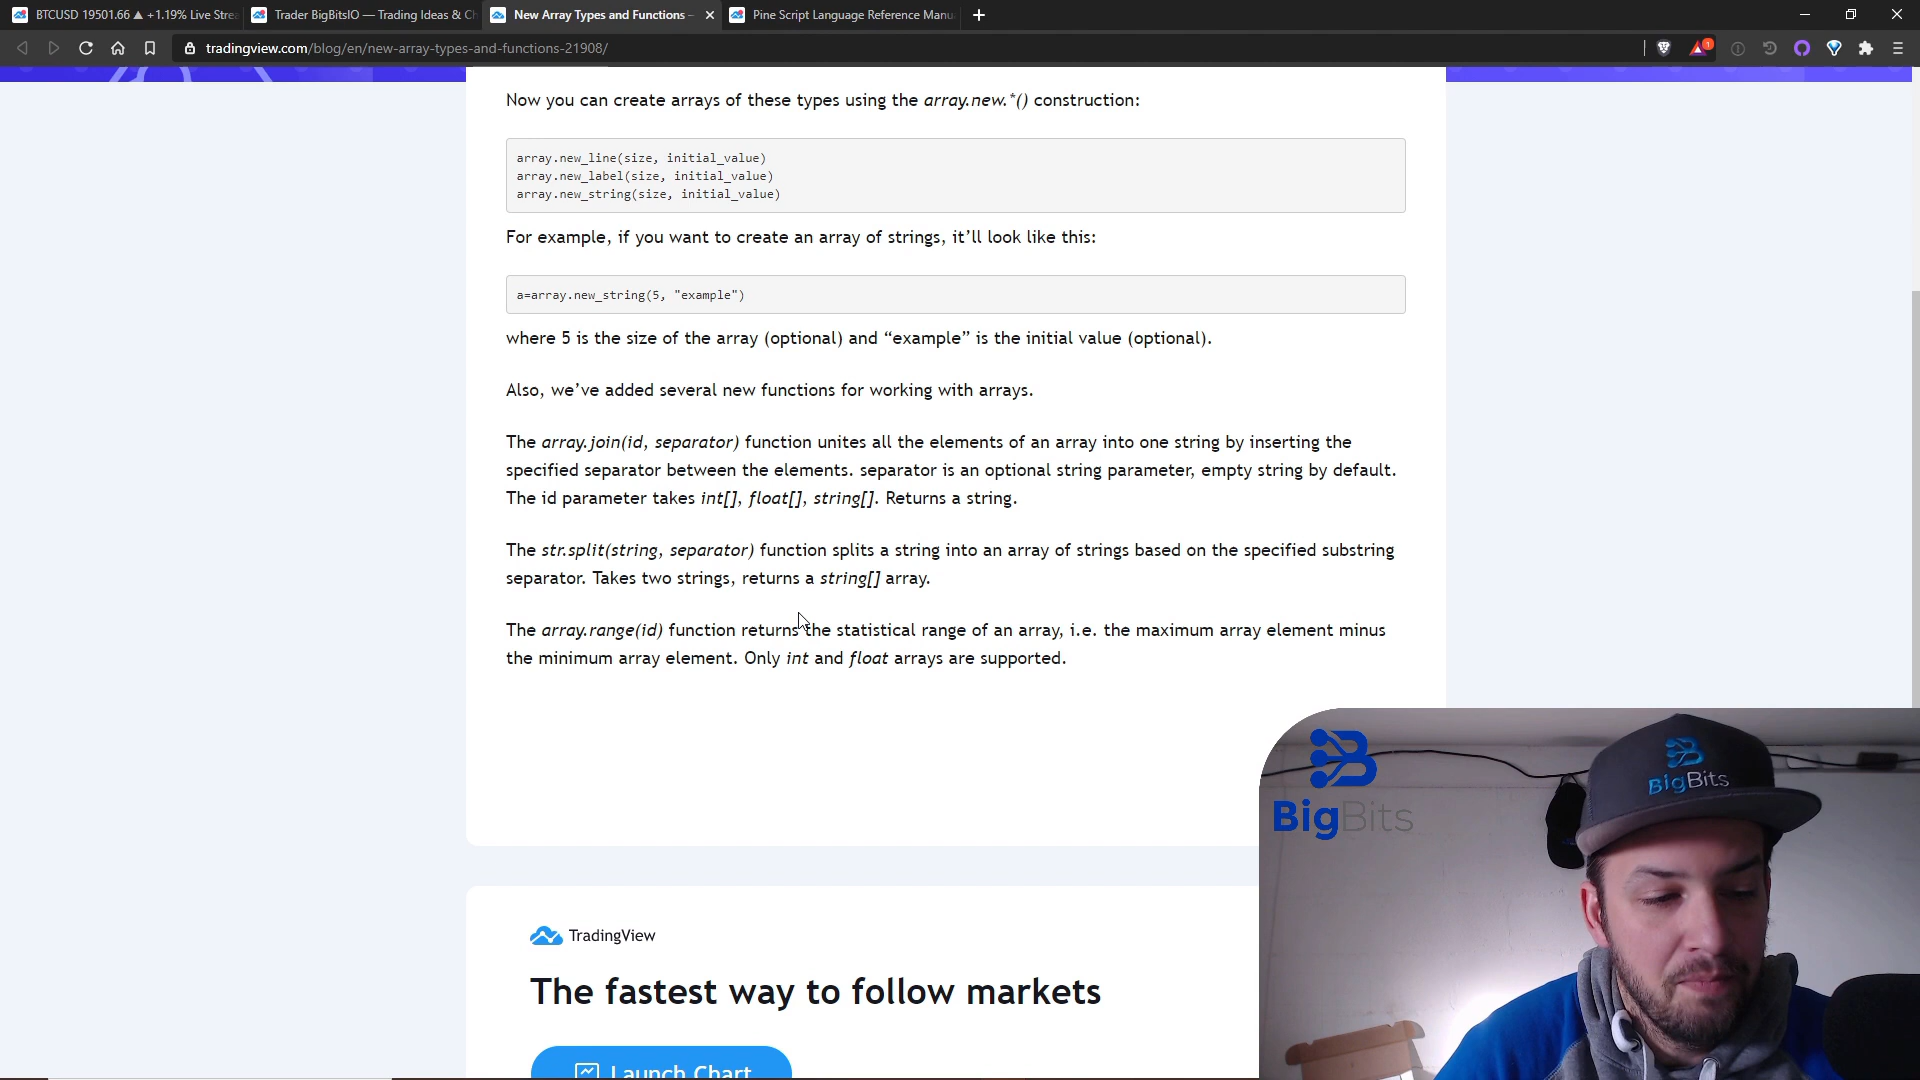 BTCUSD 19501.66 ▲ +1.19% Live Strea
Trader BigBitsIO — Trading Ideas & C
New Array Types and Functions –
Pine Script Language Reference Manu
tradingview.com/blog/en/new-array-types-and-functions-21908/
1
Now you can create arrays of these types using the array.new.*() construction:
array.new_line(size, initial_value)
array.new_label(size, initial_value)
array.new_string(size, initial_value)
For example, if you want to create an array of strings, it’ll look like this:
a=array.new_string(5, "example")
where 5 is the size of the array (optional) and “example” is the initial value (optional).
Also, we’ve added several new functions for working with arrays.
The array.join(id, separator) function unites all the elements of an array into one string by inserting the
specified separator between the elements. separator is an optional string parameter, empty string by default.
The id parameter takes int[], float[], string[]. Returns a string.
The str.split(string, separator) function splits a string into an array of strings based on the specified substring
separator. Takes two strings, returns a string[] array.
The array.range(id) function returns the statistical range of an array, i.e. the maximum array element minus
the minimum array element. Only int and float arrays are supported.
BigBits
BigBits
TradingView
The fastest way to follow markets
Launch Chart